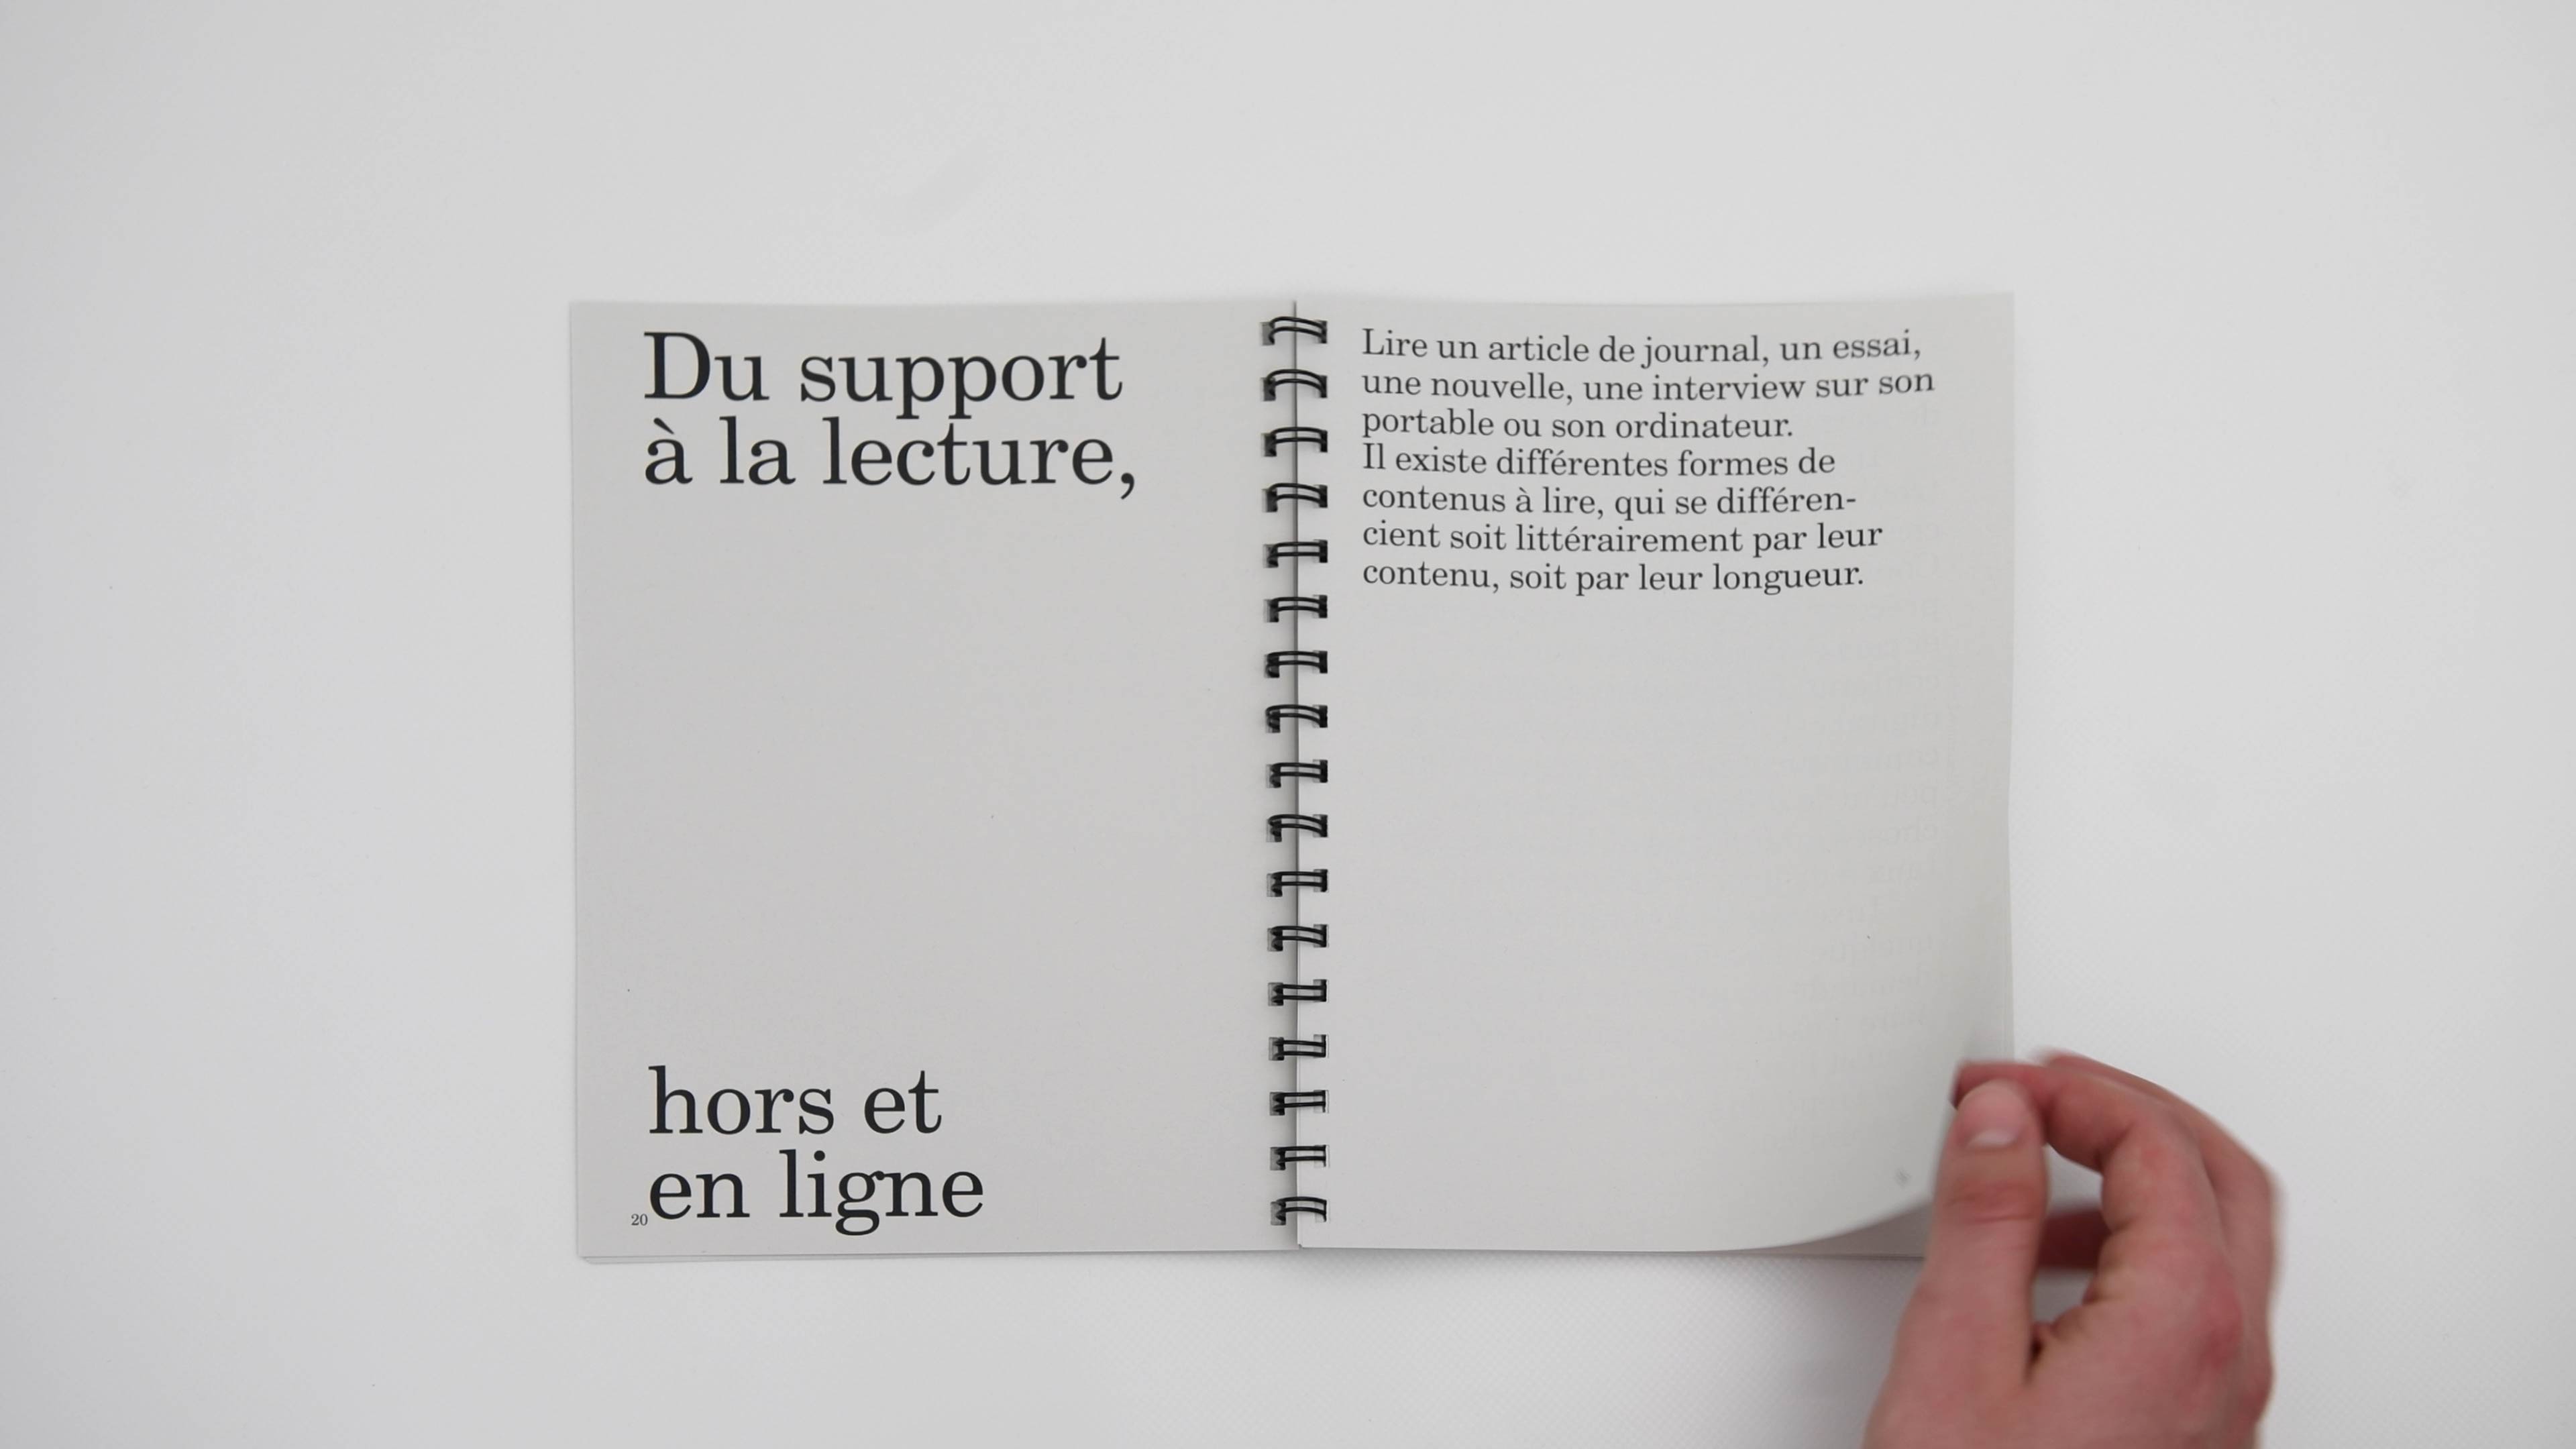 Du support
à la lecture,
hors et
en ligne
20
Lire un article de journal, un essai,
une nouvelle, une interview sur son
portable ou son ordinateur.
Il existe différentes formes de
contenus à lire, qui se différen-
cient soit littérairement par leur
contenu, soit par leur longueur.